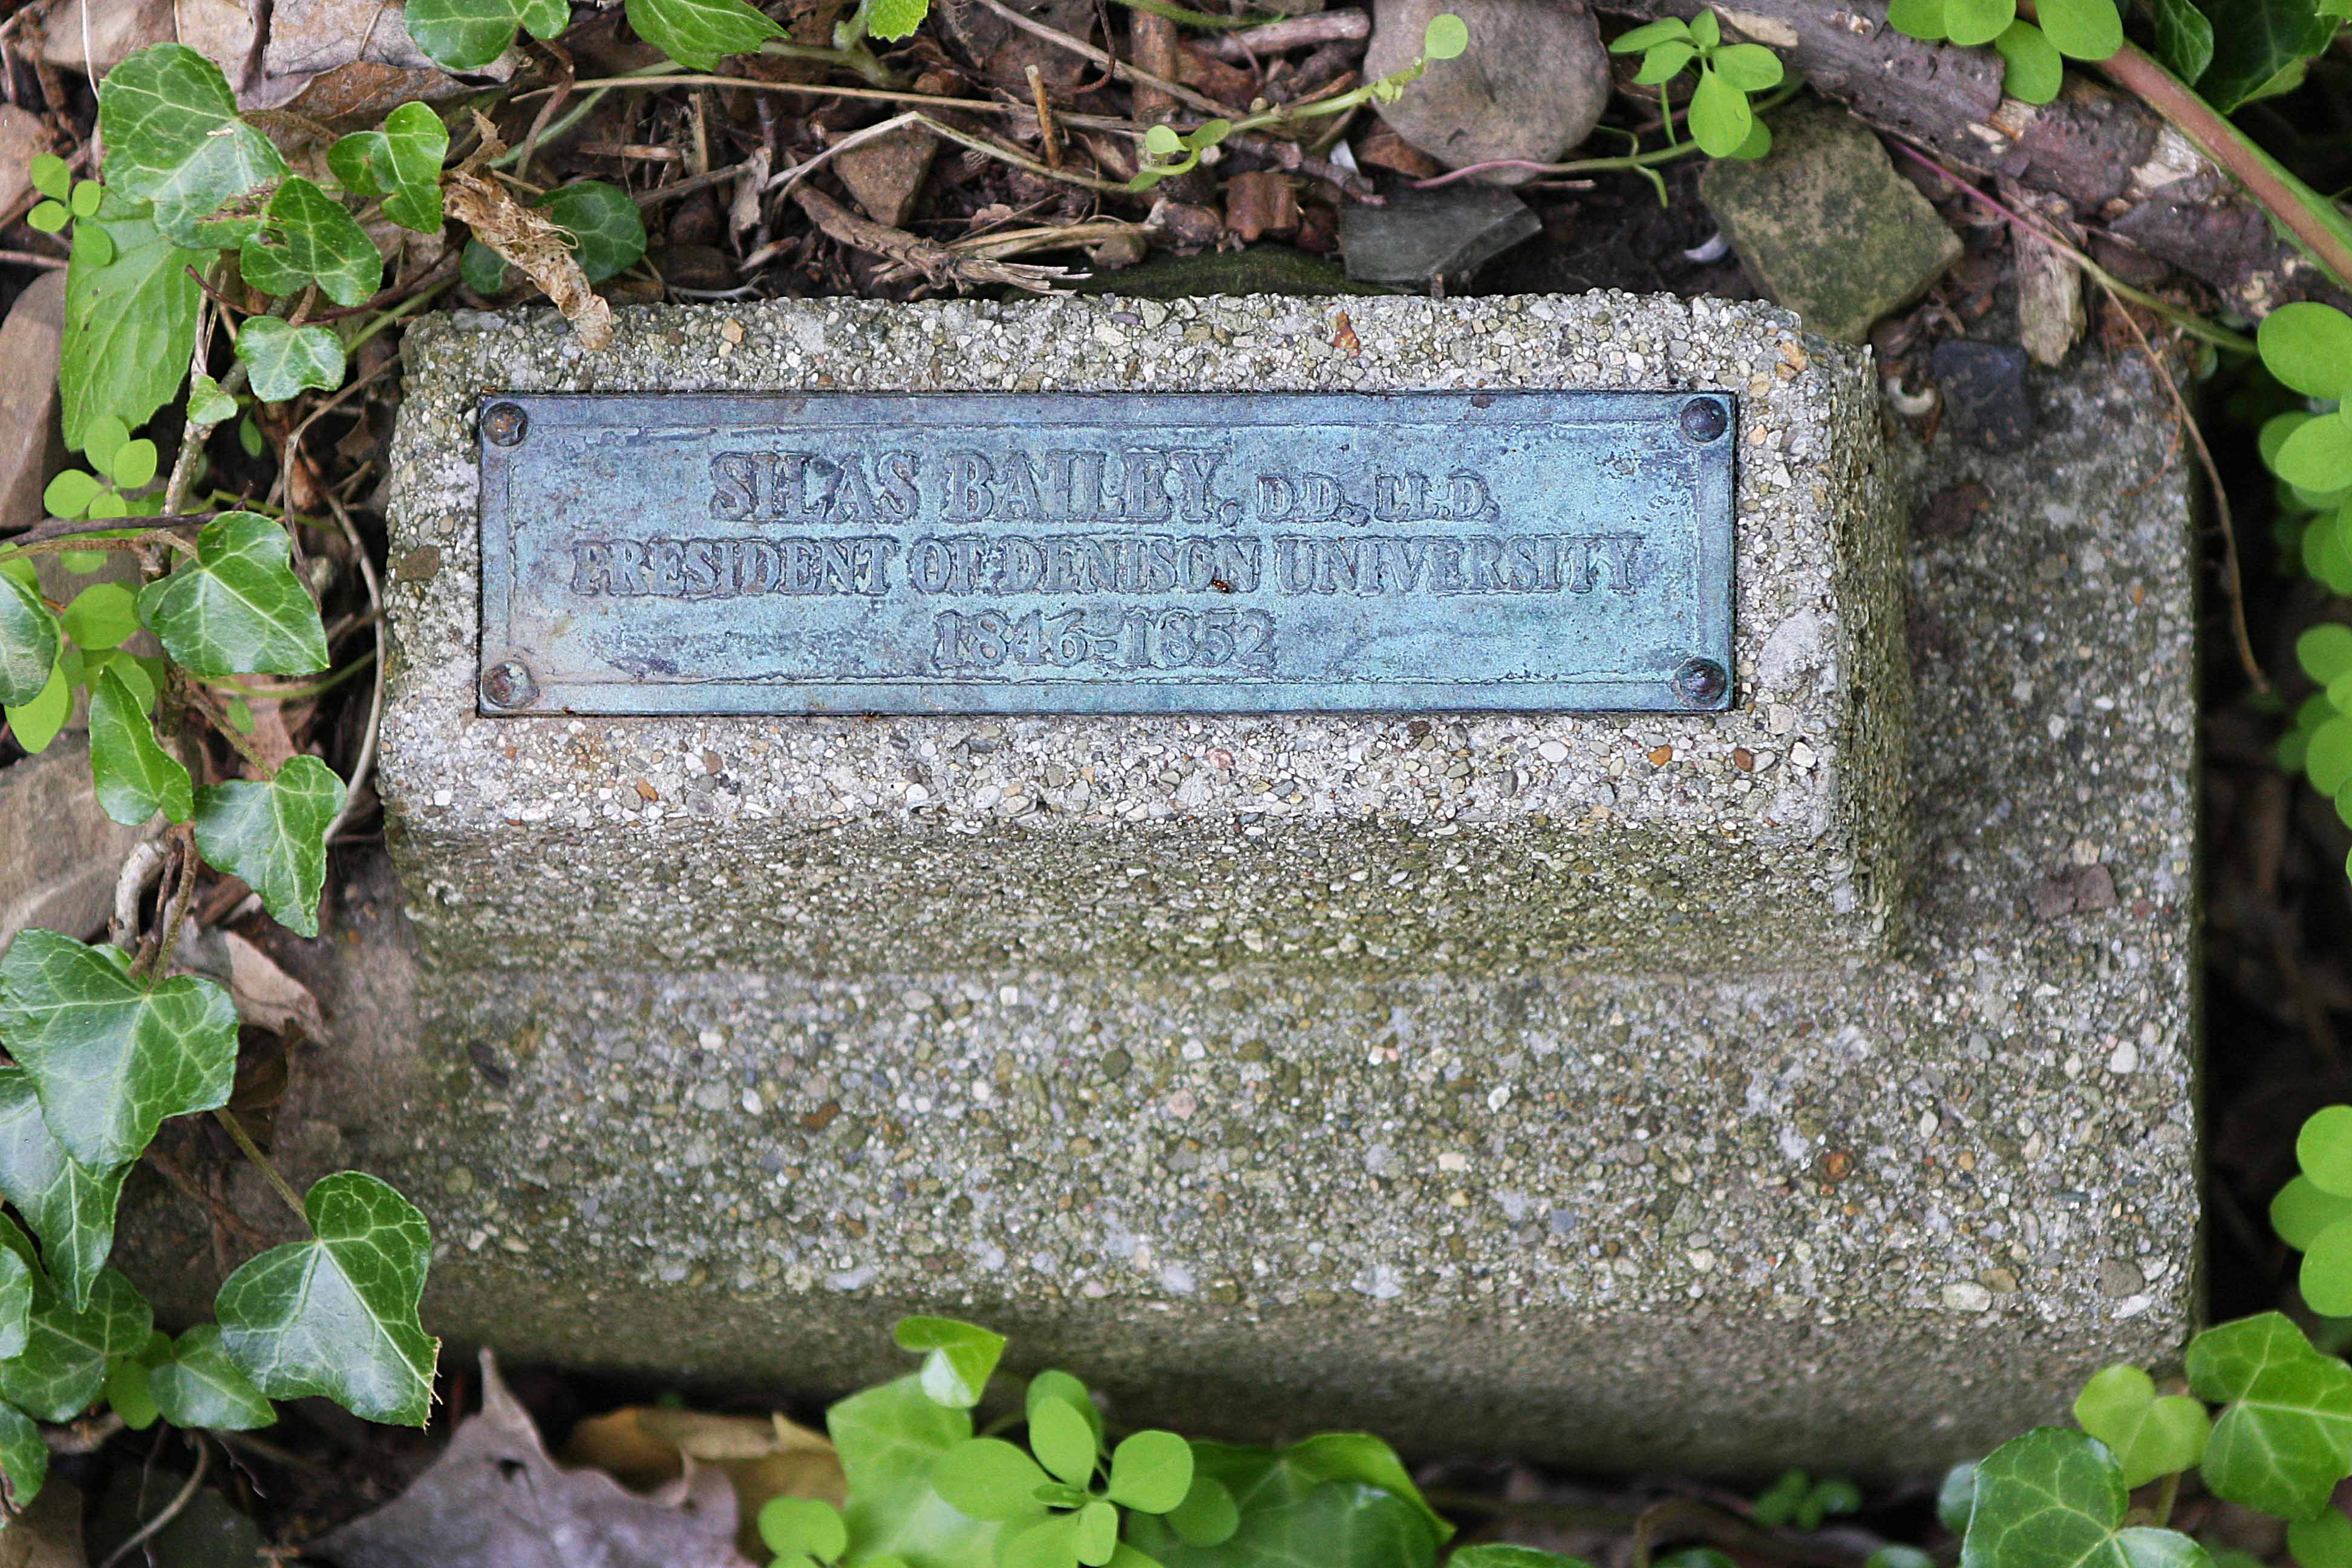 SILAS BAILEY, D.D., LL.D.
PRESIDENT OF DENISON UNIVERSITY
1846-1852